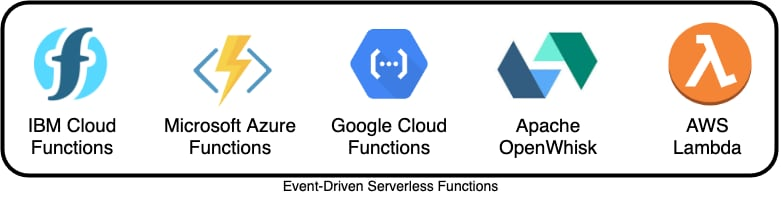 IBM Cloud
Functions
Microsoft Azure
Functions
Google Cloud
Functions
Apache
OpenWhisk
AWS
Lambda
Event-Driven Serverless Functions